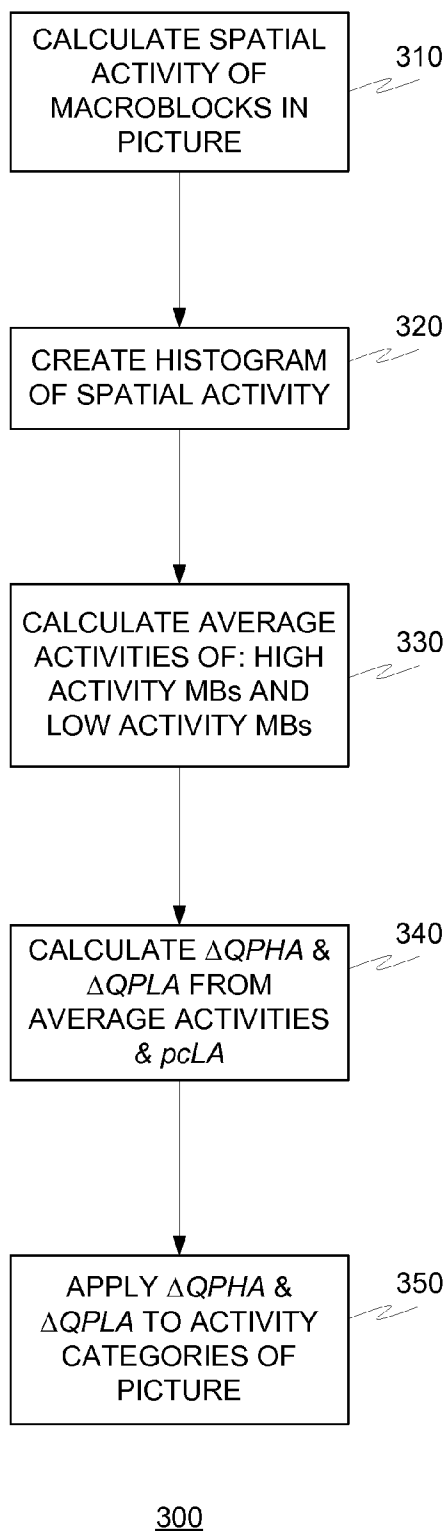 CALCULATE SPATIAL
ACTIVITY OF
MACROBLOCKS IN
PICTURE
310
CREATE HISTOGRAM
OF SPATIAL ACTIVITY
320
CALCULATE AVERAGE
ACTIVITIES OF: HIGH
ACTIVITY MBs AND
LOW ACTIVITY MBs
330
CALCULATE ΔQPHA &
ΔQPLA FROM
AVERAGE ACTIVITIES
& pcLA
340
APPLY ΔQPHA &
ΔQPLA TO ACTIVITY
CATEGORIES OF
PICTURE
350
300